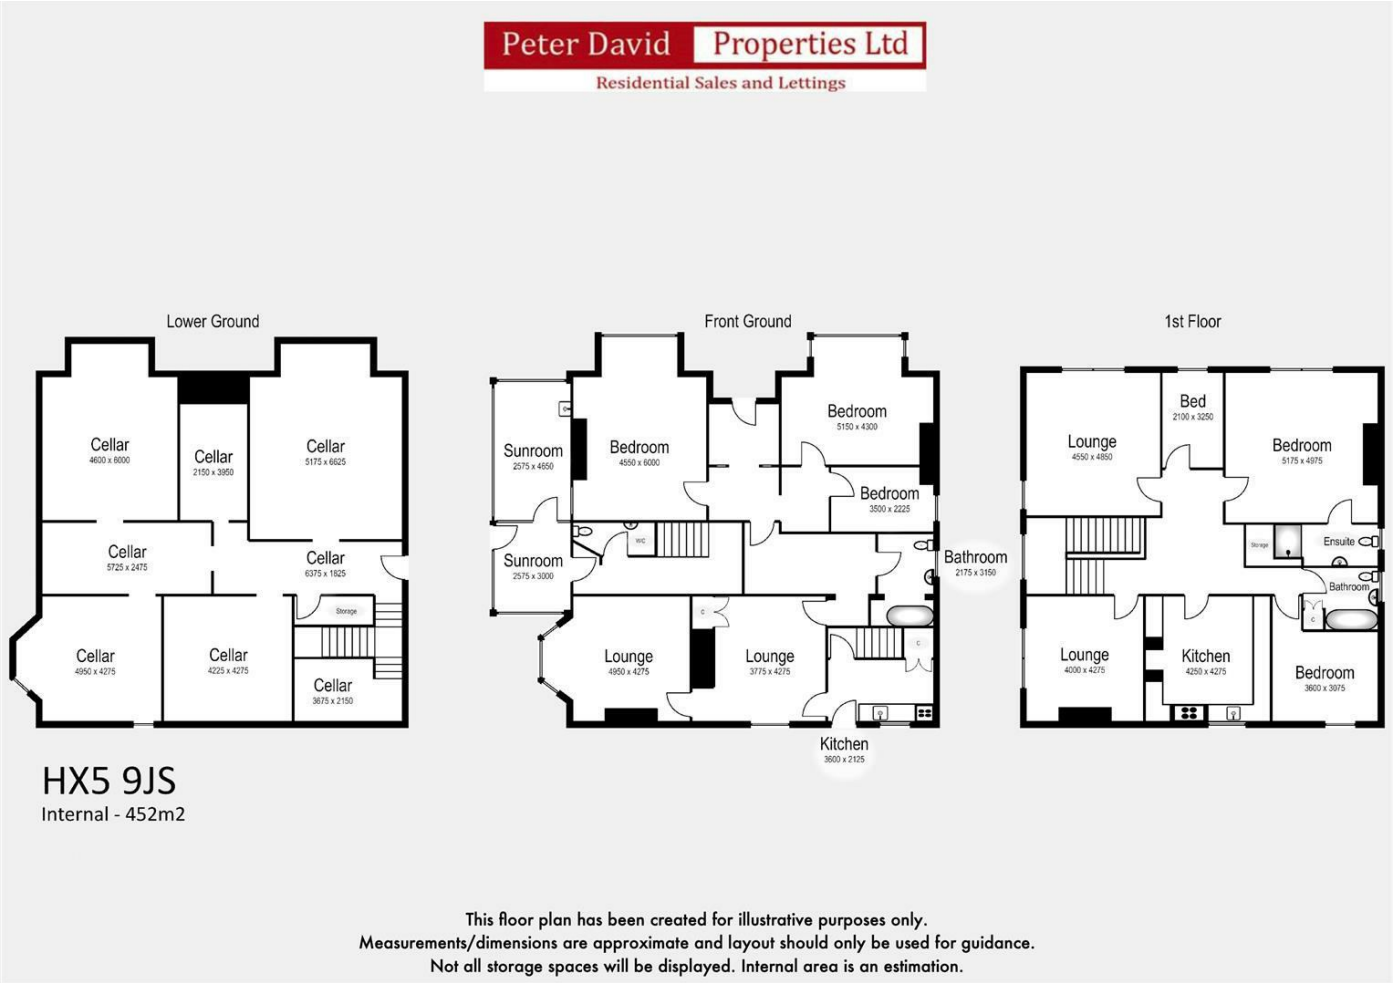 Peter David Properties Ltd
Residential Sales and Lettings
Lower Ground
Cellar
4600 x 6000
Cellar
2150 x 3950
Cellar
5175 x 6625
Cellar
5725 x 2475
Cellar
6375 x 1825
Storage
Cellar
4950 x 4275
Cellar
4225 x 4275
Cellar
3675 x 2150
Front Ground
Sunroom
2575 x 4650
Bedroom
4550 x 6000
Bedroom
5150 x 4300
Bedroom
3500 x 2225
Sunroom
2575 x 3000
WC
Bathroom
2175 x 3150
C
C
Lounge
4950 x 4275
Lounge
3775 x 4275
Kitchen
3600 x 2125
1st Floor
Lounge
4550 x 4850
Bed
2100 x 3250
Bedroom
5175 x 4975
Storage
Ensuite
Bathroom
C
Lounge
4000 x 4275
Kitchen
4250 x 4275
Bedroom
3600 x 3075
HX5 9JS
Internal - 452m2
This floor plan has been created for illustrative purposes only.
Measurements/dimensions are approximate and layout should only be used for guidance.
Not all storage spaces will be displayed. Internal area is an estimation.